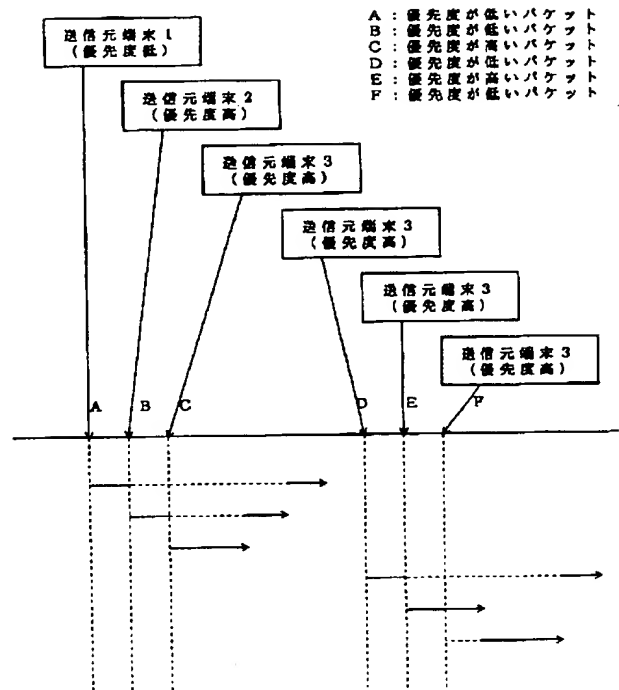 A：優先度が低いパケット
B：優先度が低いパケット
C：優先度が高いパケット
D：優先度が低いパケット
E：優先度が高いパケット
F：優先度が低いパケット
送信元端末1
(優先度低)
送信元端末2
(優先度高)
送信元端末3
(優先度高)
送信元端末3
(優先度高)
送信元端末3
(優先度高)
送信元端末3
(優先度高)
A B C D E F